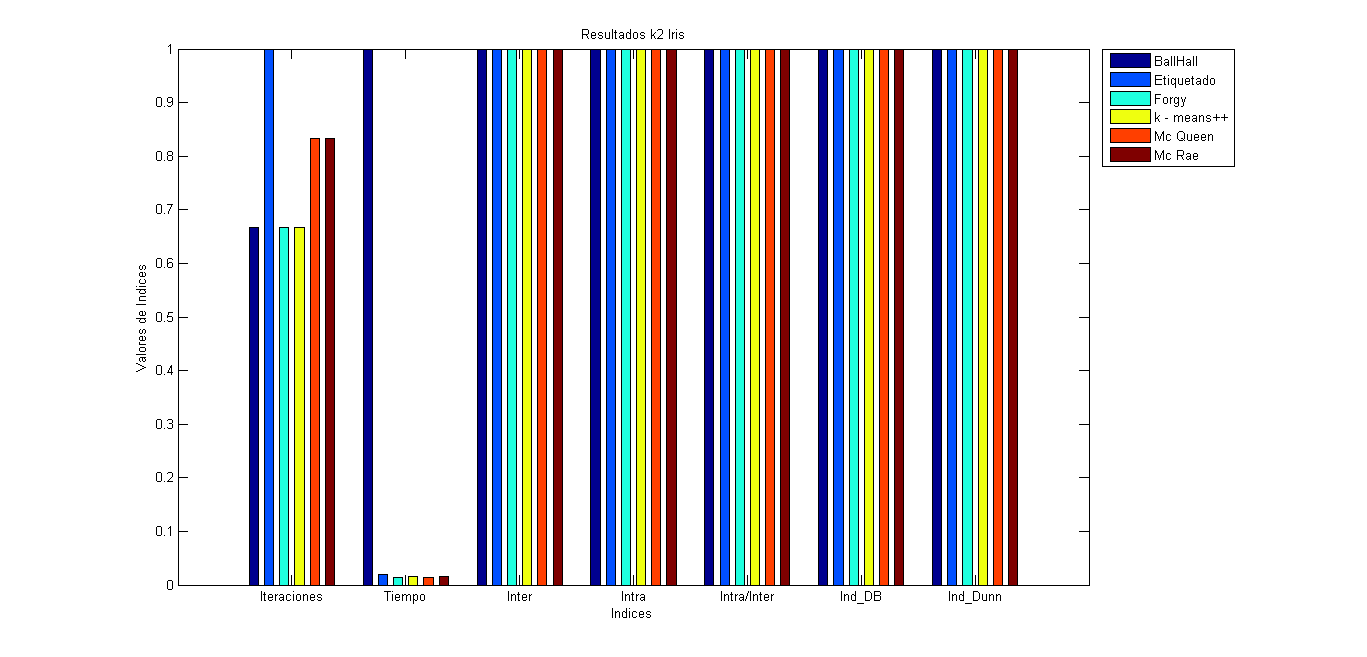 Resultados k2 Iris
1
0.9
0.8
0.7
0.6
0.5
0.4
0.3
0.2
0.1
0
Valores de Indices
Iteraciones Tiempo Inter Intra Intra/Inter Ind_DB Ind_Dunn
Indices
BallHall
Etiquetado
Forgy
k - means++
Mc Queen
Mc Rae